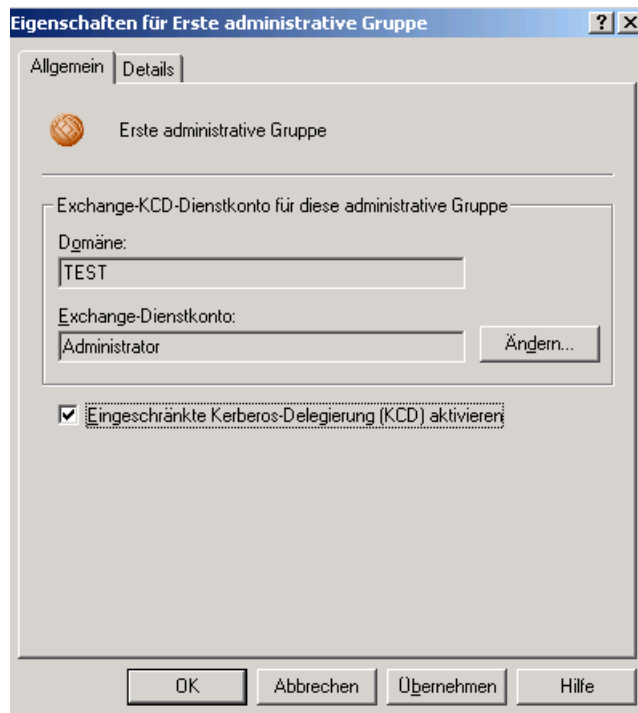 Eigenschaften für Erste administrative Gruppe
Allgemein Details
Erste administrative Gruppe
Exchange-KCD-Dienstkonto für diese administrative Gruppe
Domäne:
TEST
Exchange-Dienstkonto:
Administrator Ändern...
Eingeschränkte Kerberos-Delegierung (KCD) aktivieren
OK Abbrechen Übernehmen Hilfe